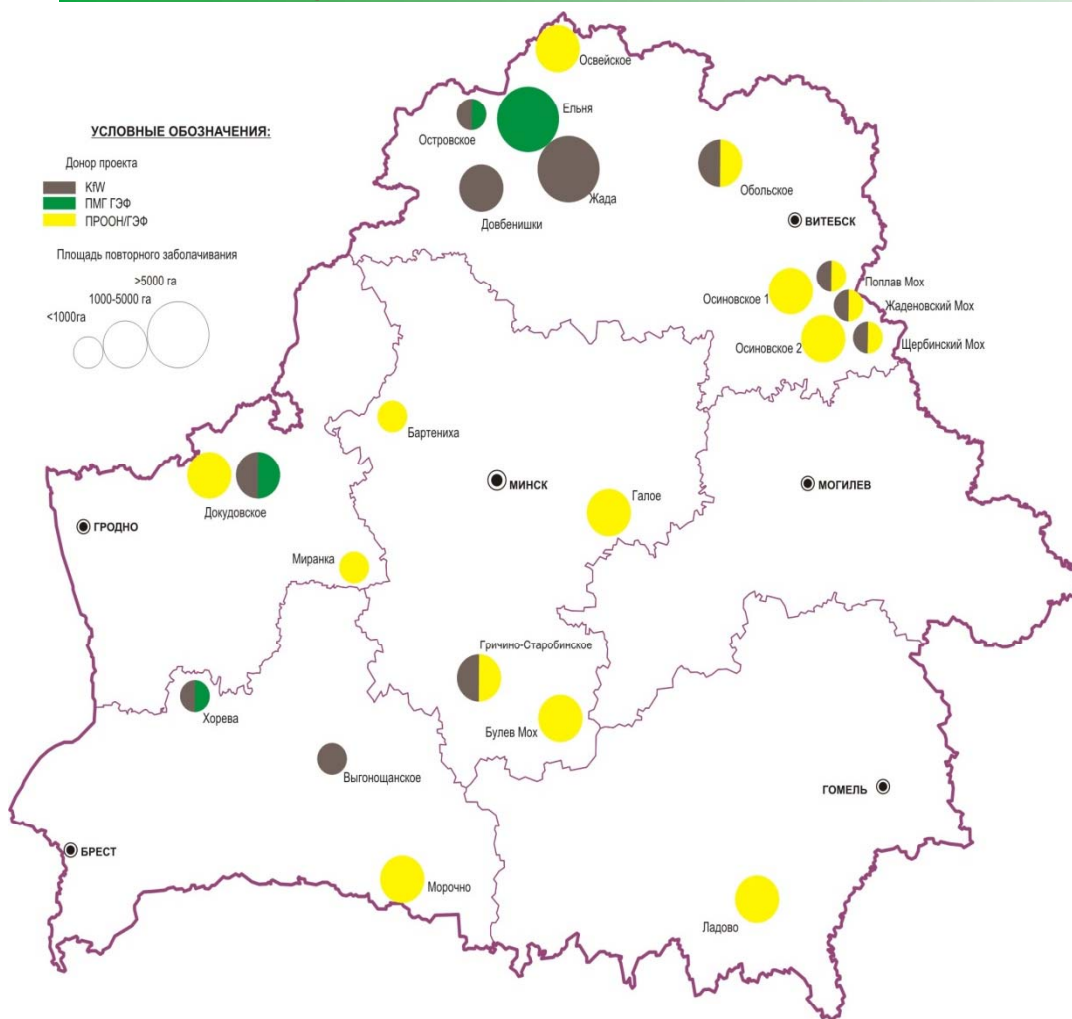 Освейское
Ельня
Островское
УСЛОВНЫЕ ОБОЗНАЧЕНИЯ:
Донор проекта
KfW
ПМГ ГЭФ
ПРООН/ГЭФ
Жада
Довбенишки
Обольское
ВИТЕБСК
Площадь повторного заболачивания
>5000 га
1000-5000 га
<1000га
Поплав Мох
Осиновское 1
Жаденовский Мох
Осиновское 2
Щербинский Мох
Бартениха
МИНСК
МОГИЛЕВ
Галое
Докудовское
ГРОДНО
Миранка
Гричино-Старобинское
Хорева
Булев Мох
Выгонощанское
ГОМЕЛЬ
БРЕСТ
Морочно
Ладово